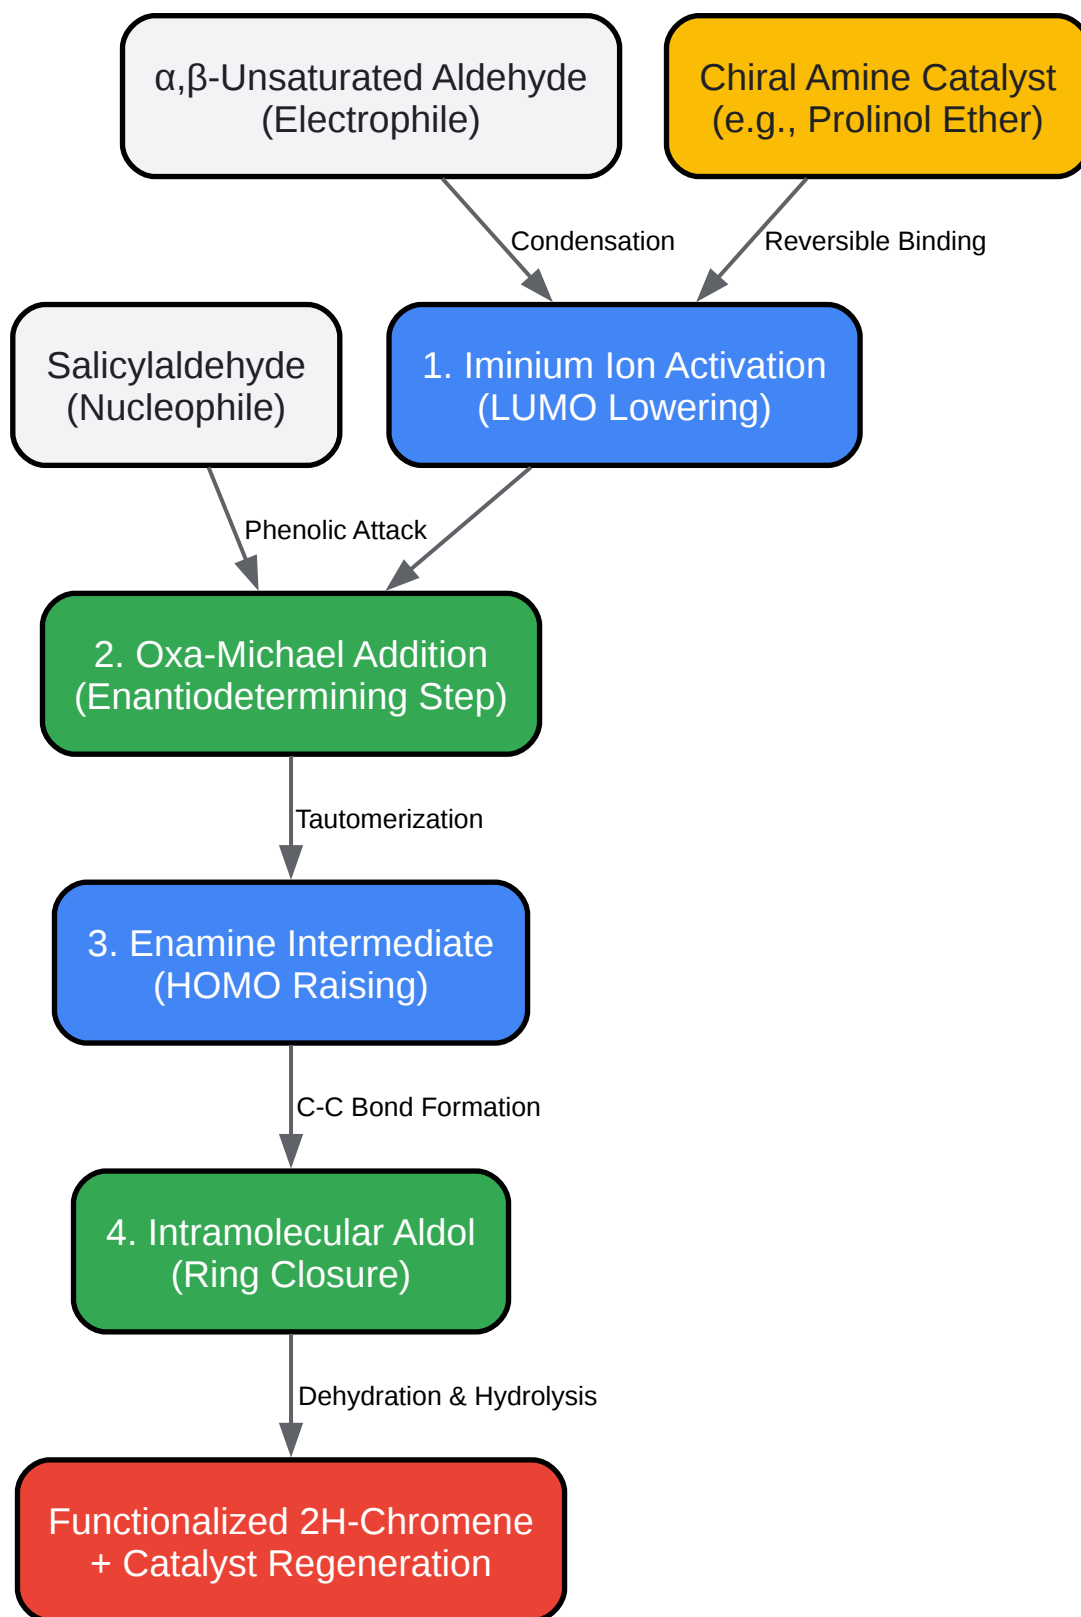 α,β-Unsaturated Aldehyde
(Electrophile)
Chiral Amine Catalyst
(e.g., Prolinol Ether)
Condensation
Reversible Binding
Salicylaldehyde
(Nucleophile)
1. Iminium Ion Activation
(LUMO Lowering)
Phenolic Attack
2. Oxa-Michael Addition
(Enantiodetermining Step)
Tautomerization
3. Enamine Intermediate
(HOMO Raising)
C-C Bond Formation
4. Intramolecular Aldol
(Ring Closure)
Dehydration & Hydrolysis
Functionalized 2H-Chromene
+ Catalyst Regeneration